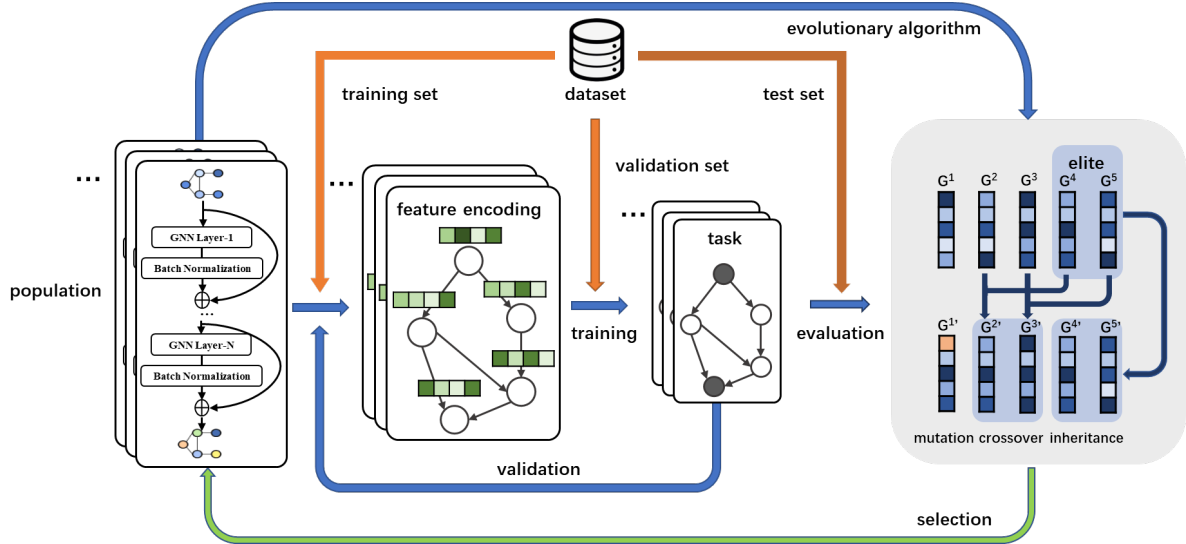 evolutionary algorithm
dataset
training set
test set
validation set
...
population
GNN Layer-1
Batch Normalization
...
GNN Layer-N
Batch Normalization
...
feature encoding
training
...
task
evaluation
validation
elite
G¹ G² G³ G⁴ G⁵
G¹' G²' G³' G⁴' G⁵'
mutation crossover inheritance
selection